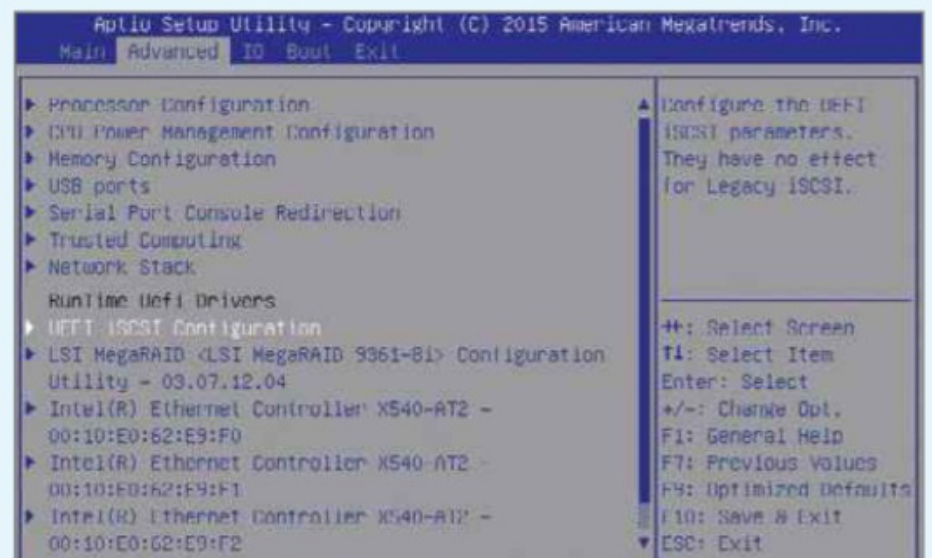 Aptio Setup Utility - Copyright (C) 2015 American Megatrends, Inc.
Main Advanced IO Boot Exit
Processor Configuration
CPU Power Management Configuration
Memory Configuration
USB ports
Serial Port Console Redirection
Trusted Computing
Network Stack
RunTime Uefi Drivers
UEFI iSCSI Configuration
LSI MegaRAID <LSI MegaRAID 9361-8i> Configuration
Utility - 03.07.12.04
Intel(R) Ethernet Controller X540-AT2 -
00:10:E0:62:E9:F0
Intel(R) Ethernet Controller X540-AT2 -
00:10:E0:62:E9:F1
Intel(R) Ethernet Controller X540-AT2 -
00:10:E0:62:E9:F2
Configure the UEFI
iSCSI parameters.
They have no effect
for Legacy iSCSI.
→←: Select Screen
↑↓: Select Item
Enter: Select
+/-: Change Opt.
F1: General Help
F7: Previous Values
F9: Optimized Defaults
F10: Save & Exit
ESC: Exit